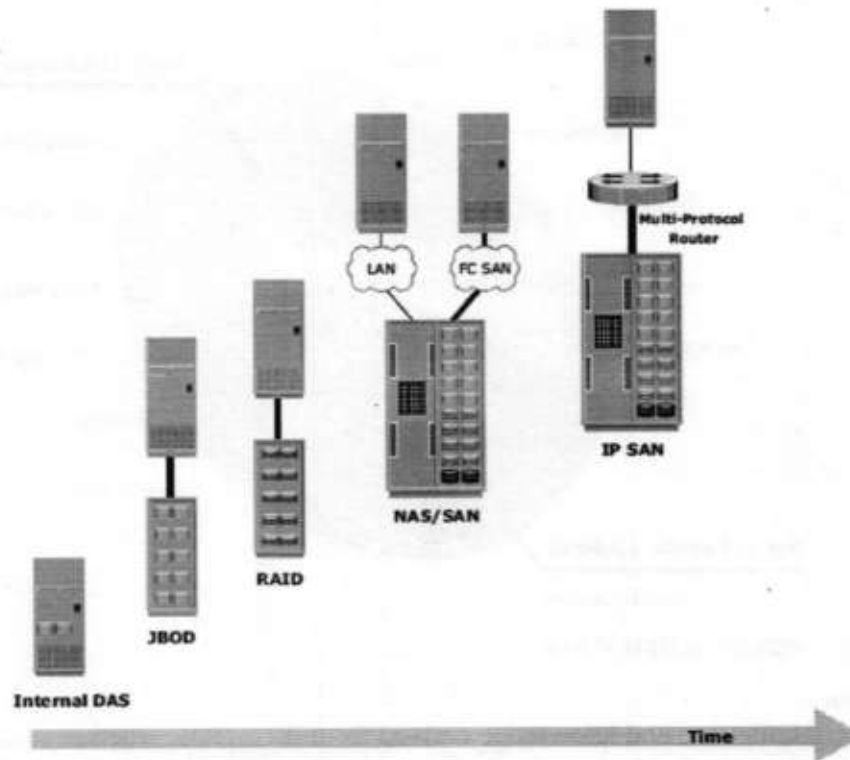 Multi-Protocol
Router
LAN
FC SAN
IP SAN
NAS/SAN
RAID
JBOD
Internal DAS
Time